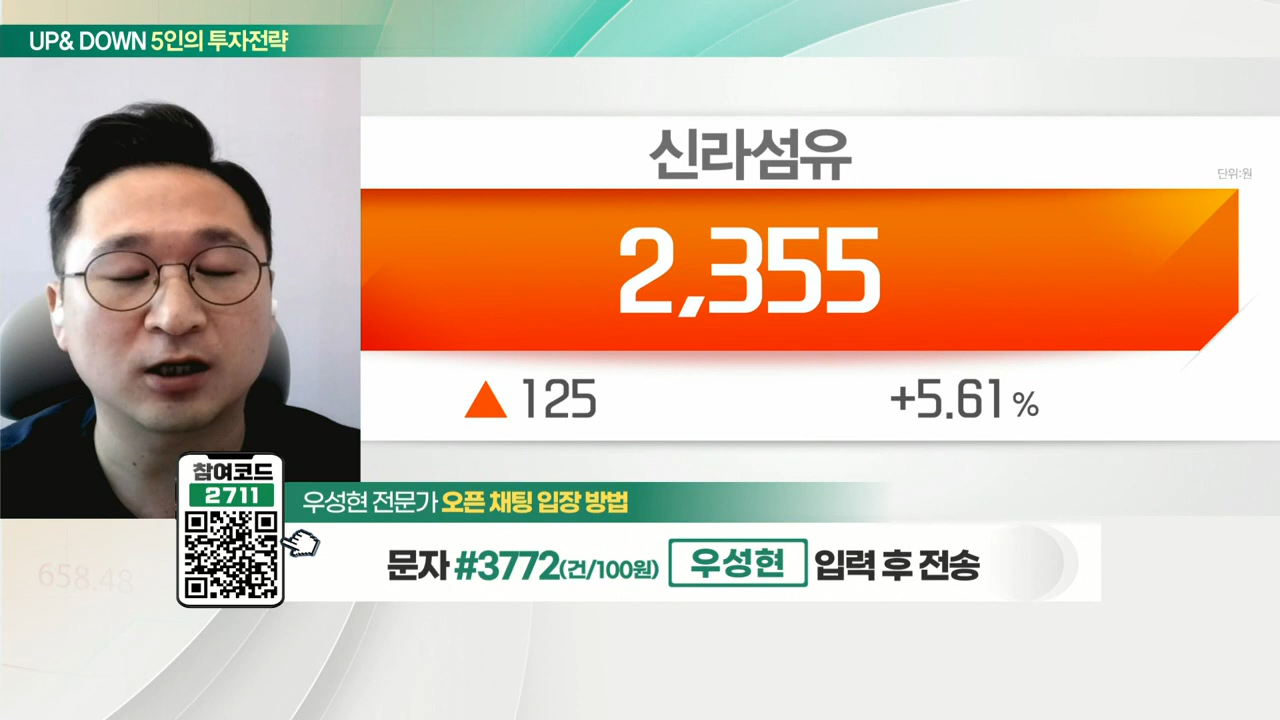 UP& DOWN 5인의 투자전략
신라섬유
단위:원
2,355
▲ 125 +5.61 %
참여코드
2711
우성현 전문가 오픈 채팅 입장 방법
문자 #3772(건/100원) 우성현 입력 후 전송
658.48